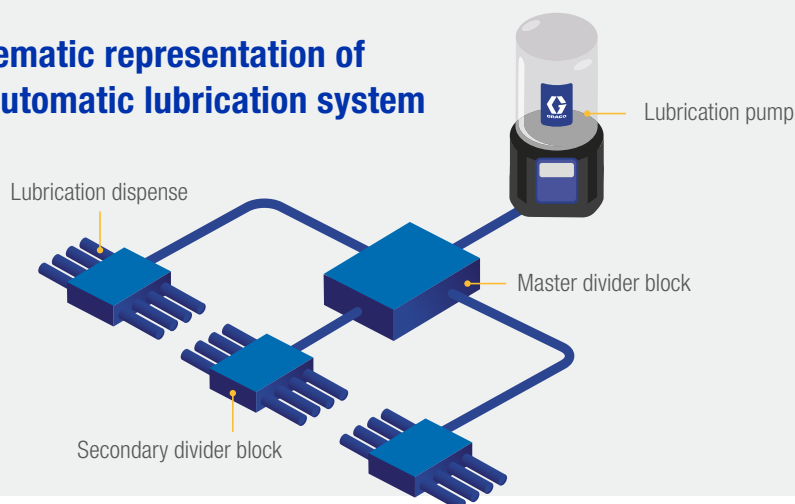 ematic representation of
utomatic lubrication system
GRACO
Lubrication pump
Lubrication dispense
Master divider block
Secondary divider block